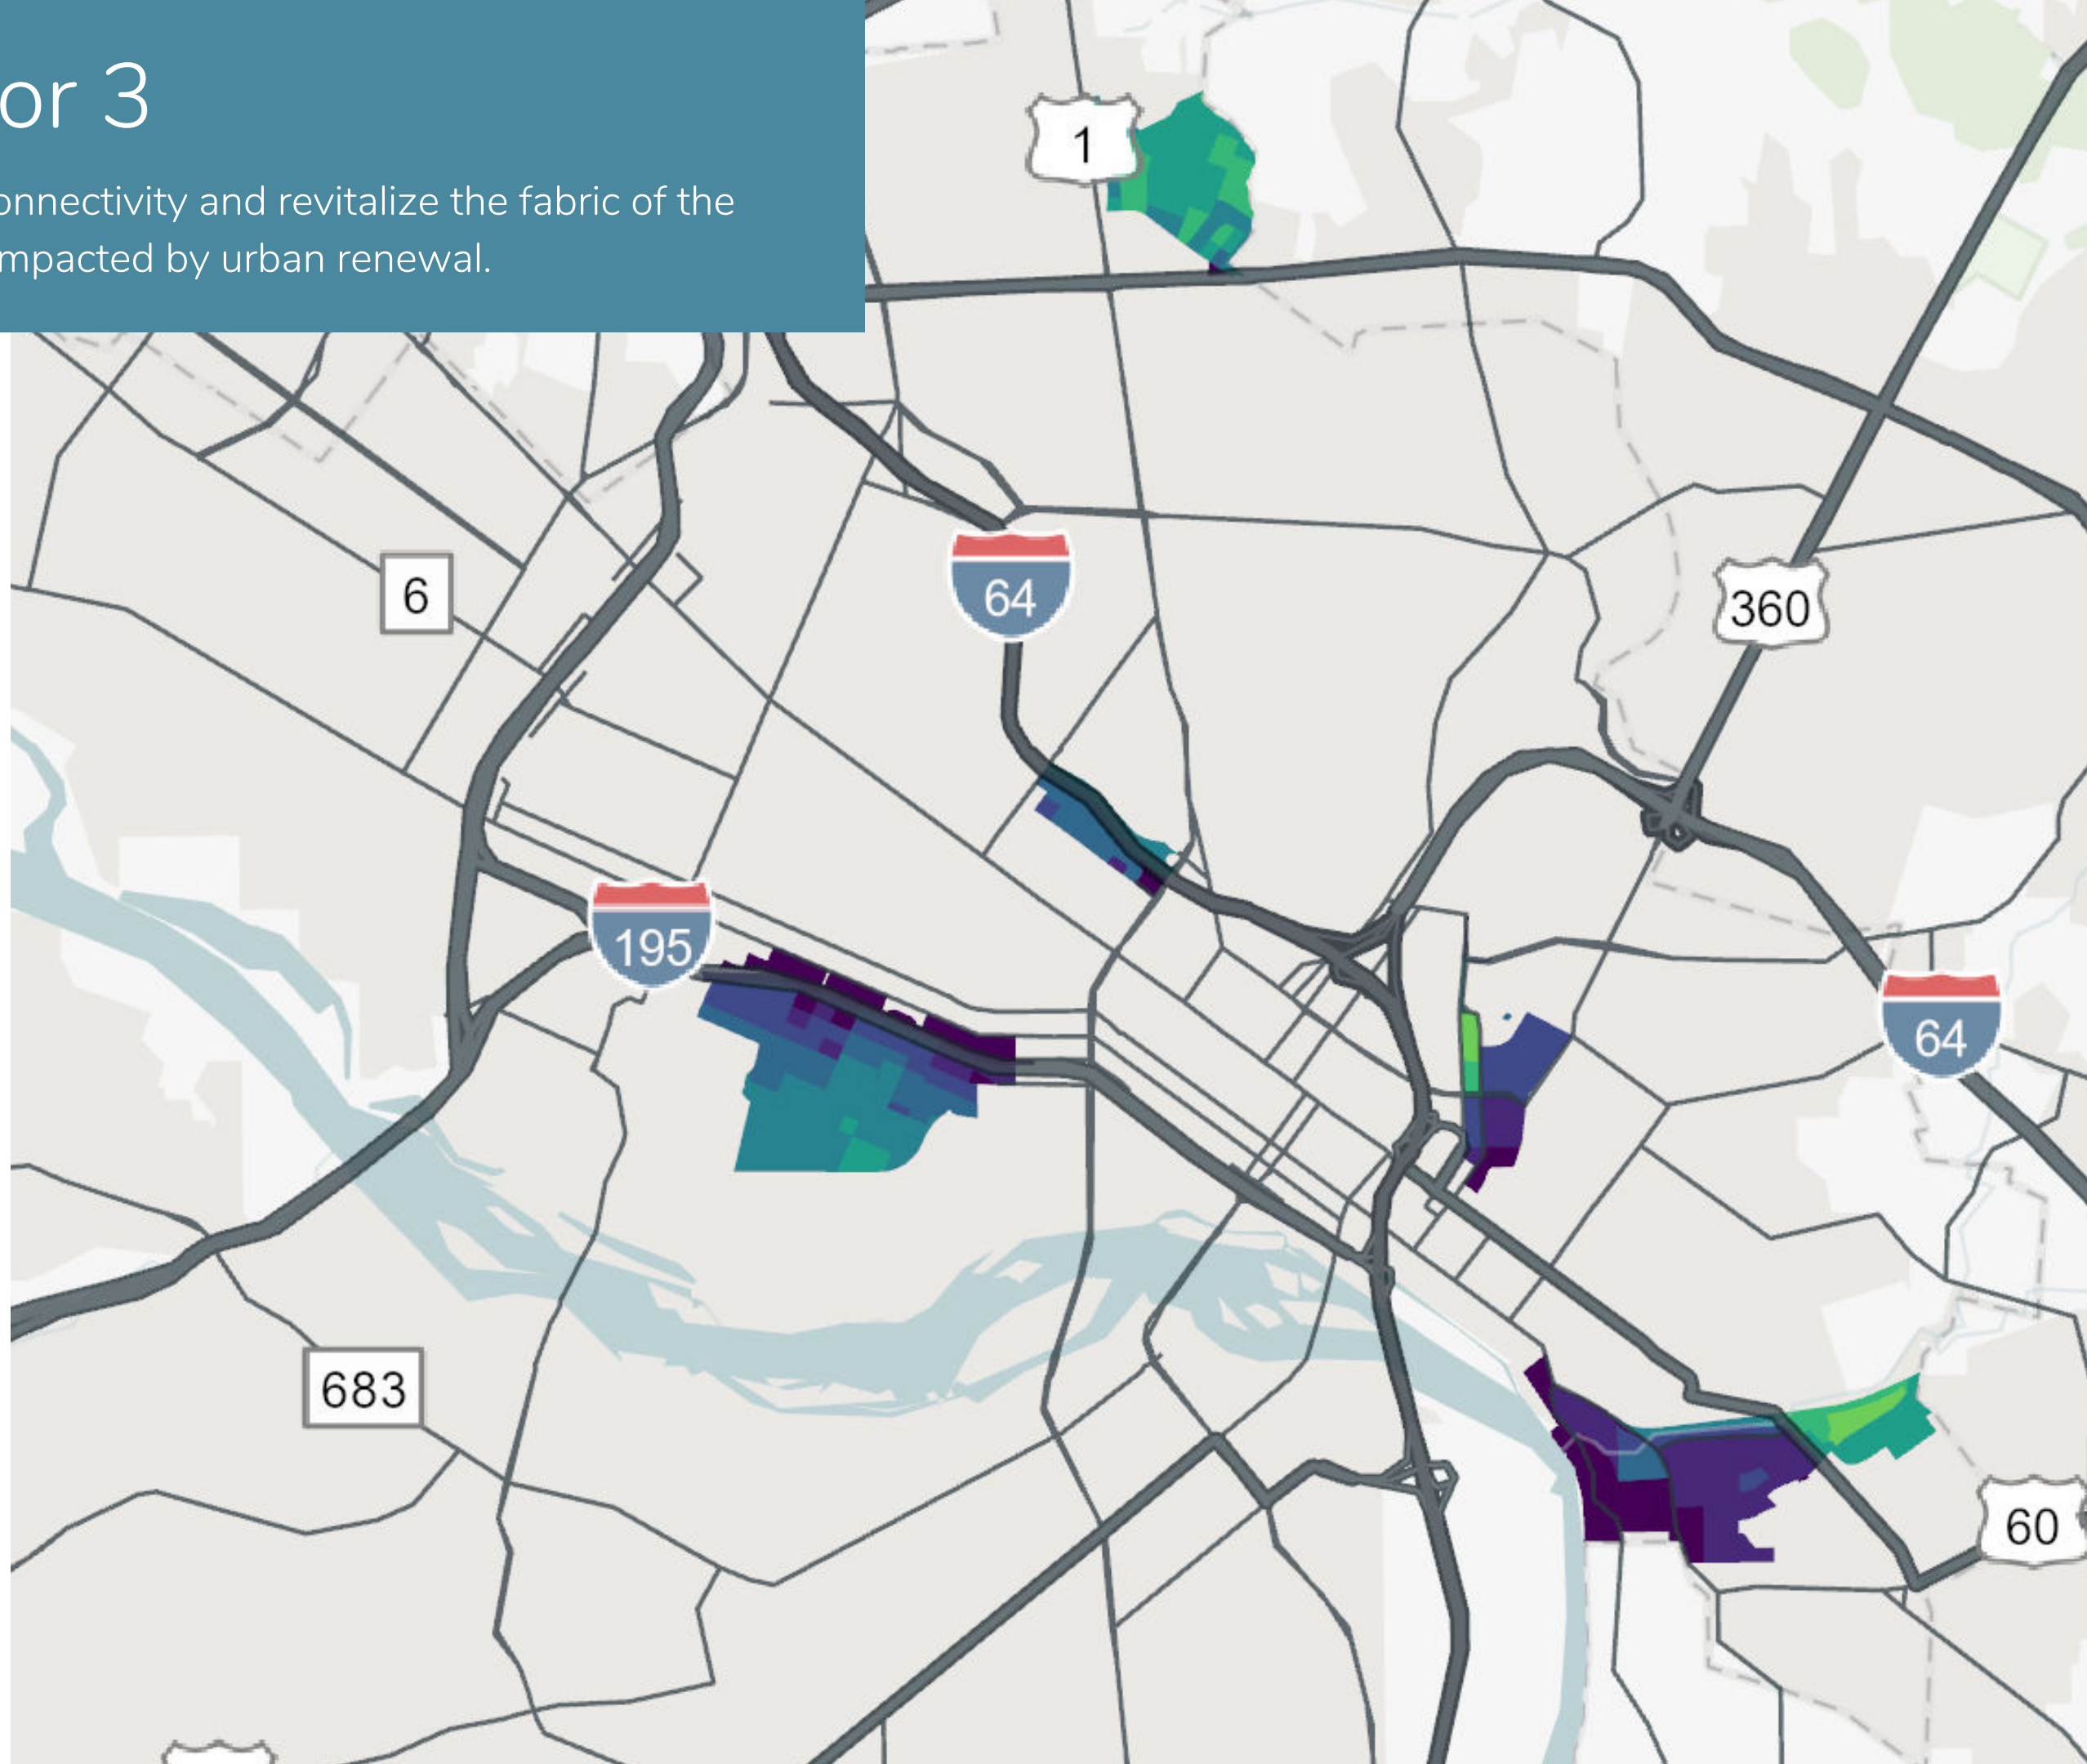 or 3
onnectivity and revitalize the fabric of the
mpacted by urban renewal.
1
6
64
360
195
64
683
60